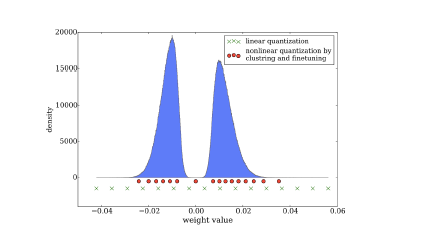 20000
15000
10000
5000
0
density
linear quantization
nonlinear quantization by
clustring and finetuning
−0.04 −0.02 0.00 0.02 0.04 0.06
weight value